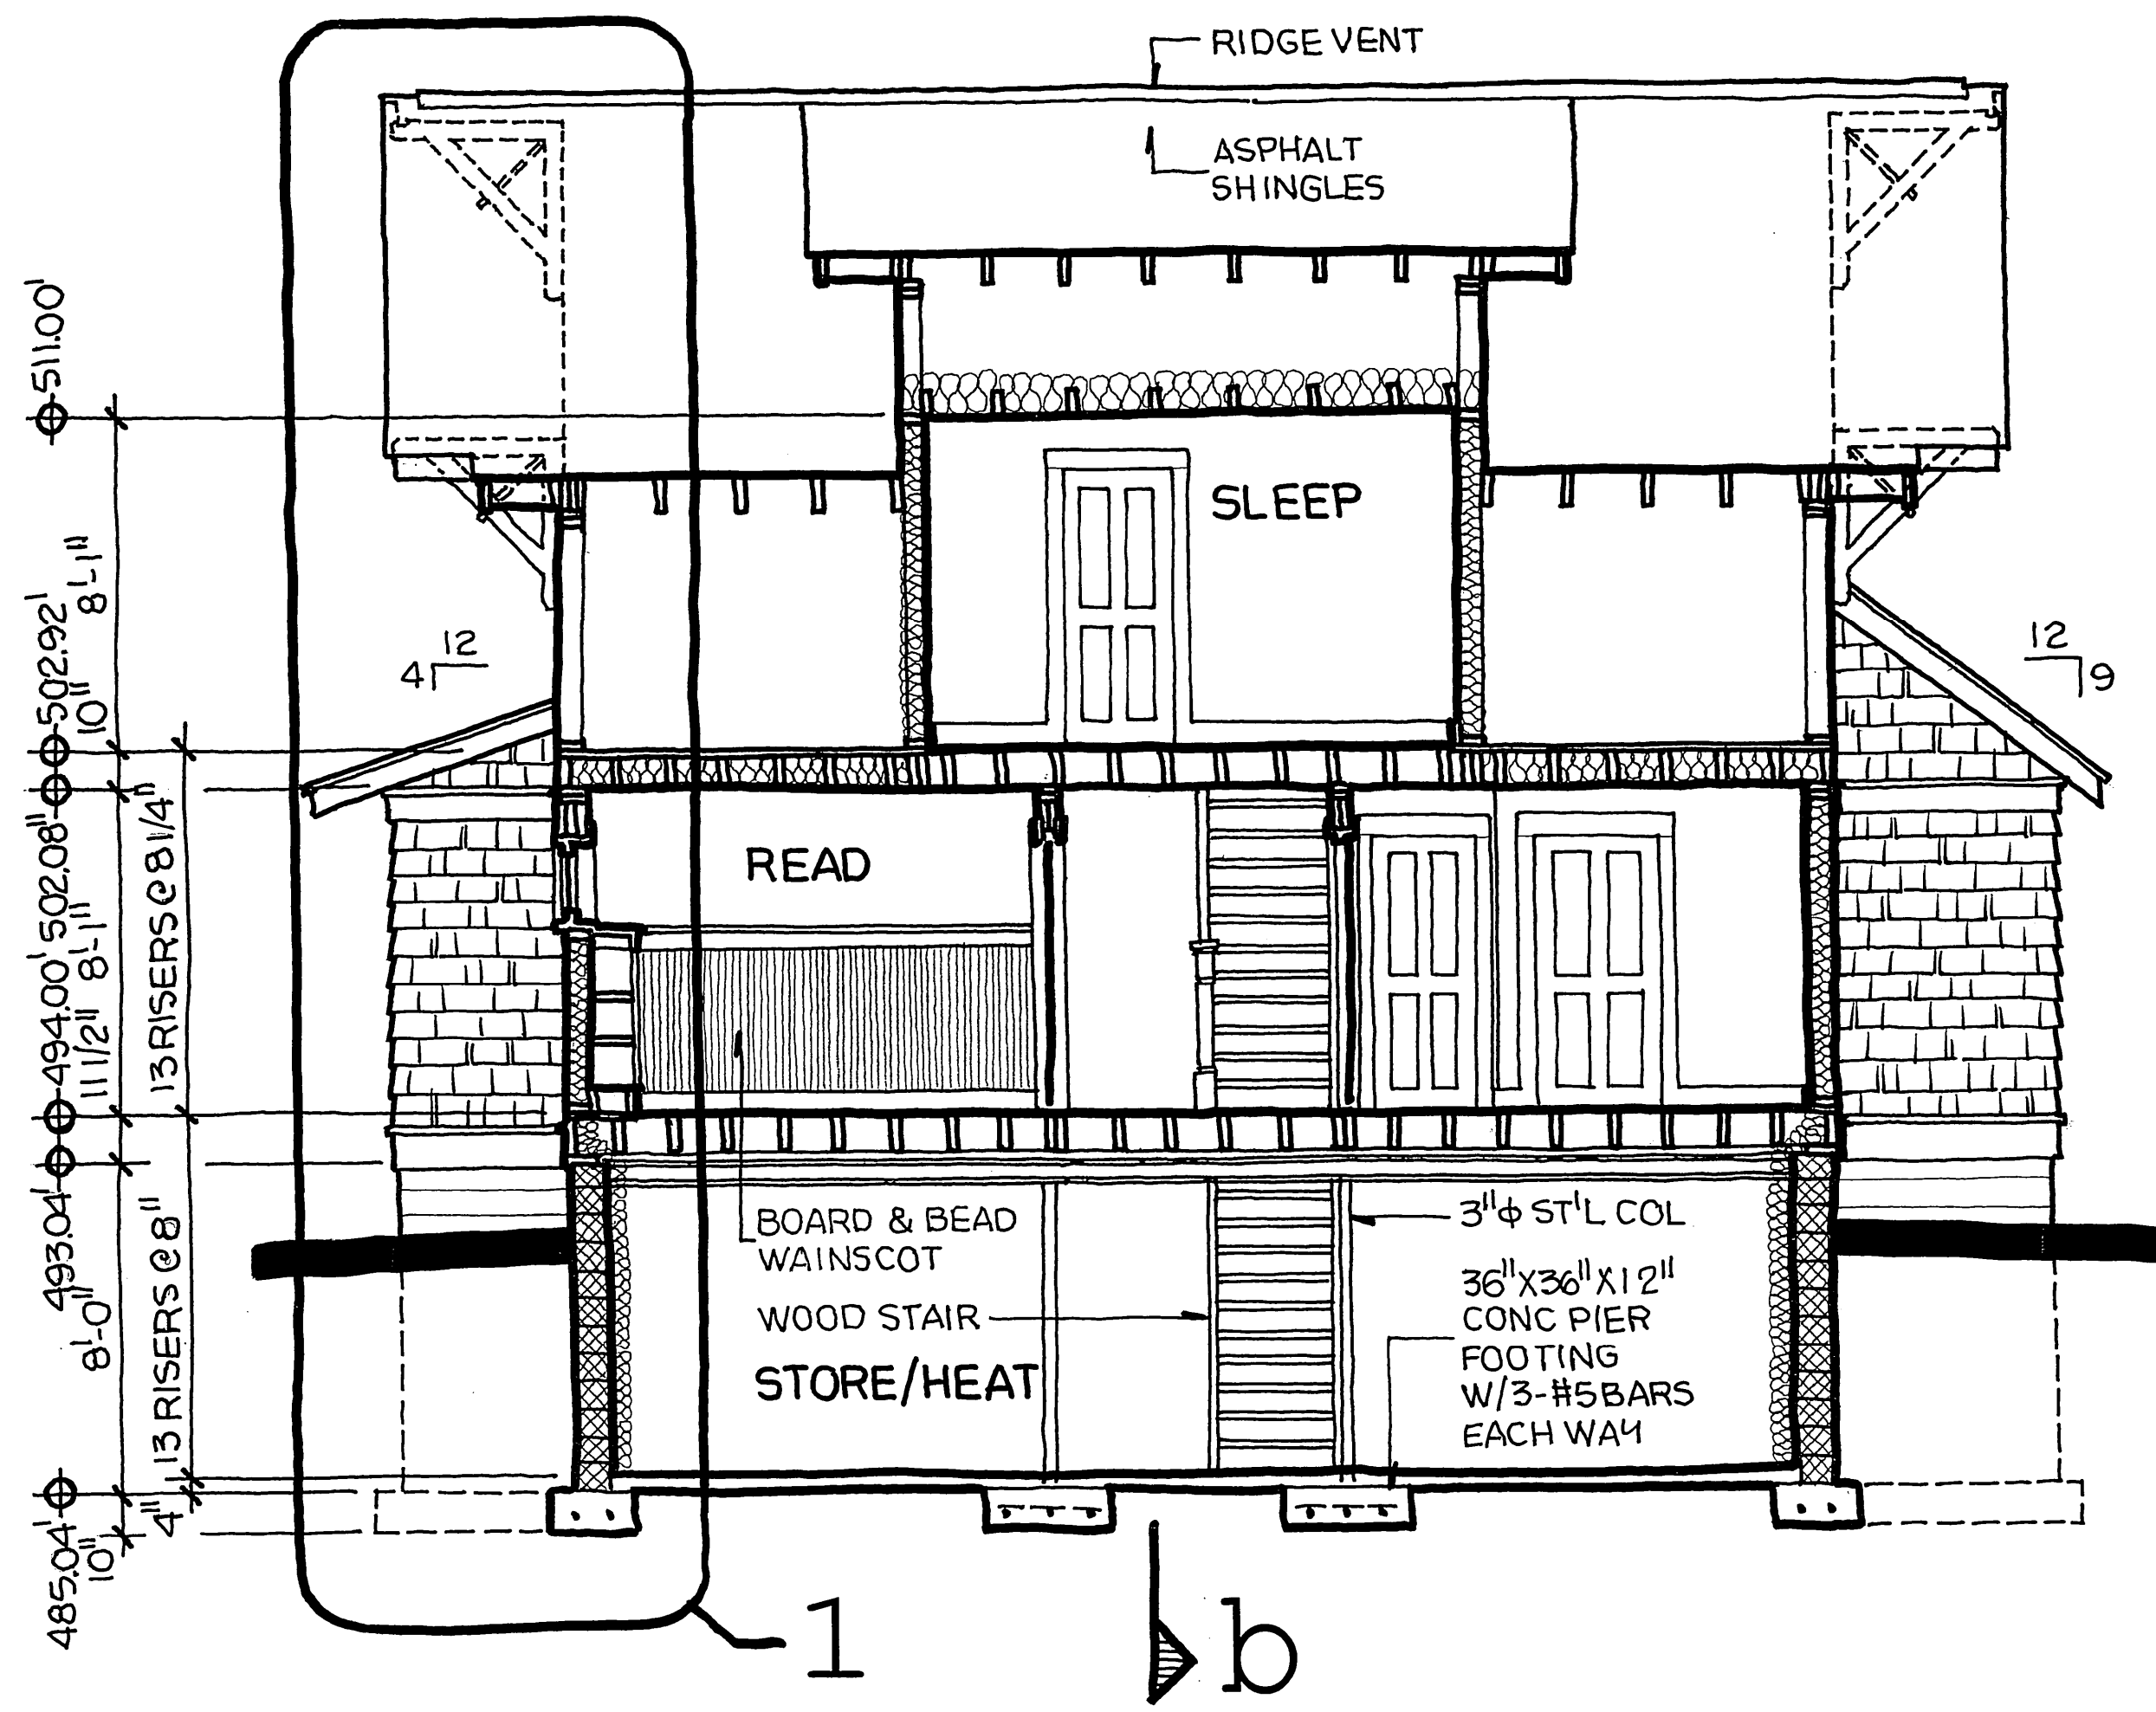 RIDGE VENT
ASPHALT
SHINGLES
511.00'
8'-1"
SLEEP
502.92'
10"
12
4
12
9
502.08"
8'-1"
13 RISERS @ 8 1/4"
READ
494.00'
11 1/2"
493.04'
8'-0"
13 RISERS @ 8"
BOARD & BEAD
WAINSCOT
WOOD STAIR
STORE/HEAT
3"ϕ ST'L COL
36"X36"X12"
CONC PIER
FOOTING
W/3-#5 BARS
EACH WAY
4"
485.04'
10"
1
b